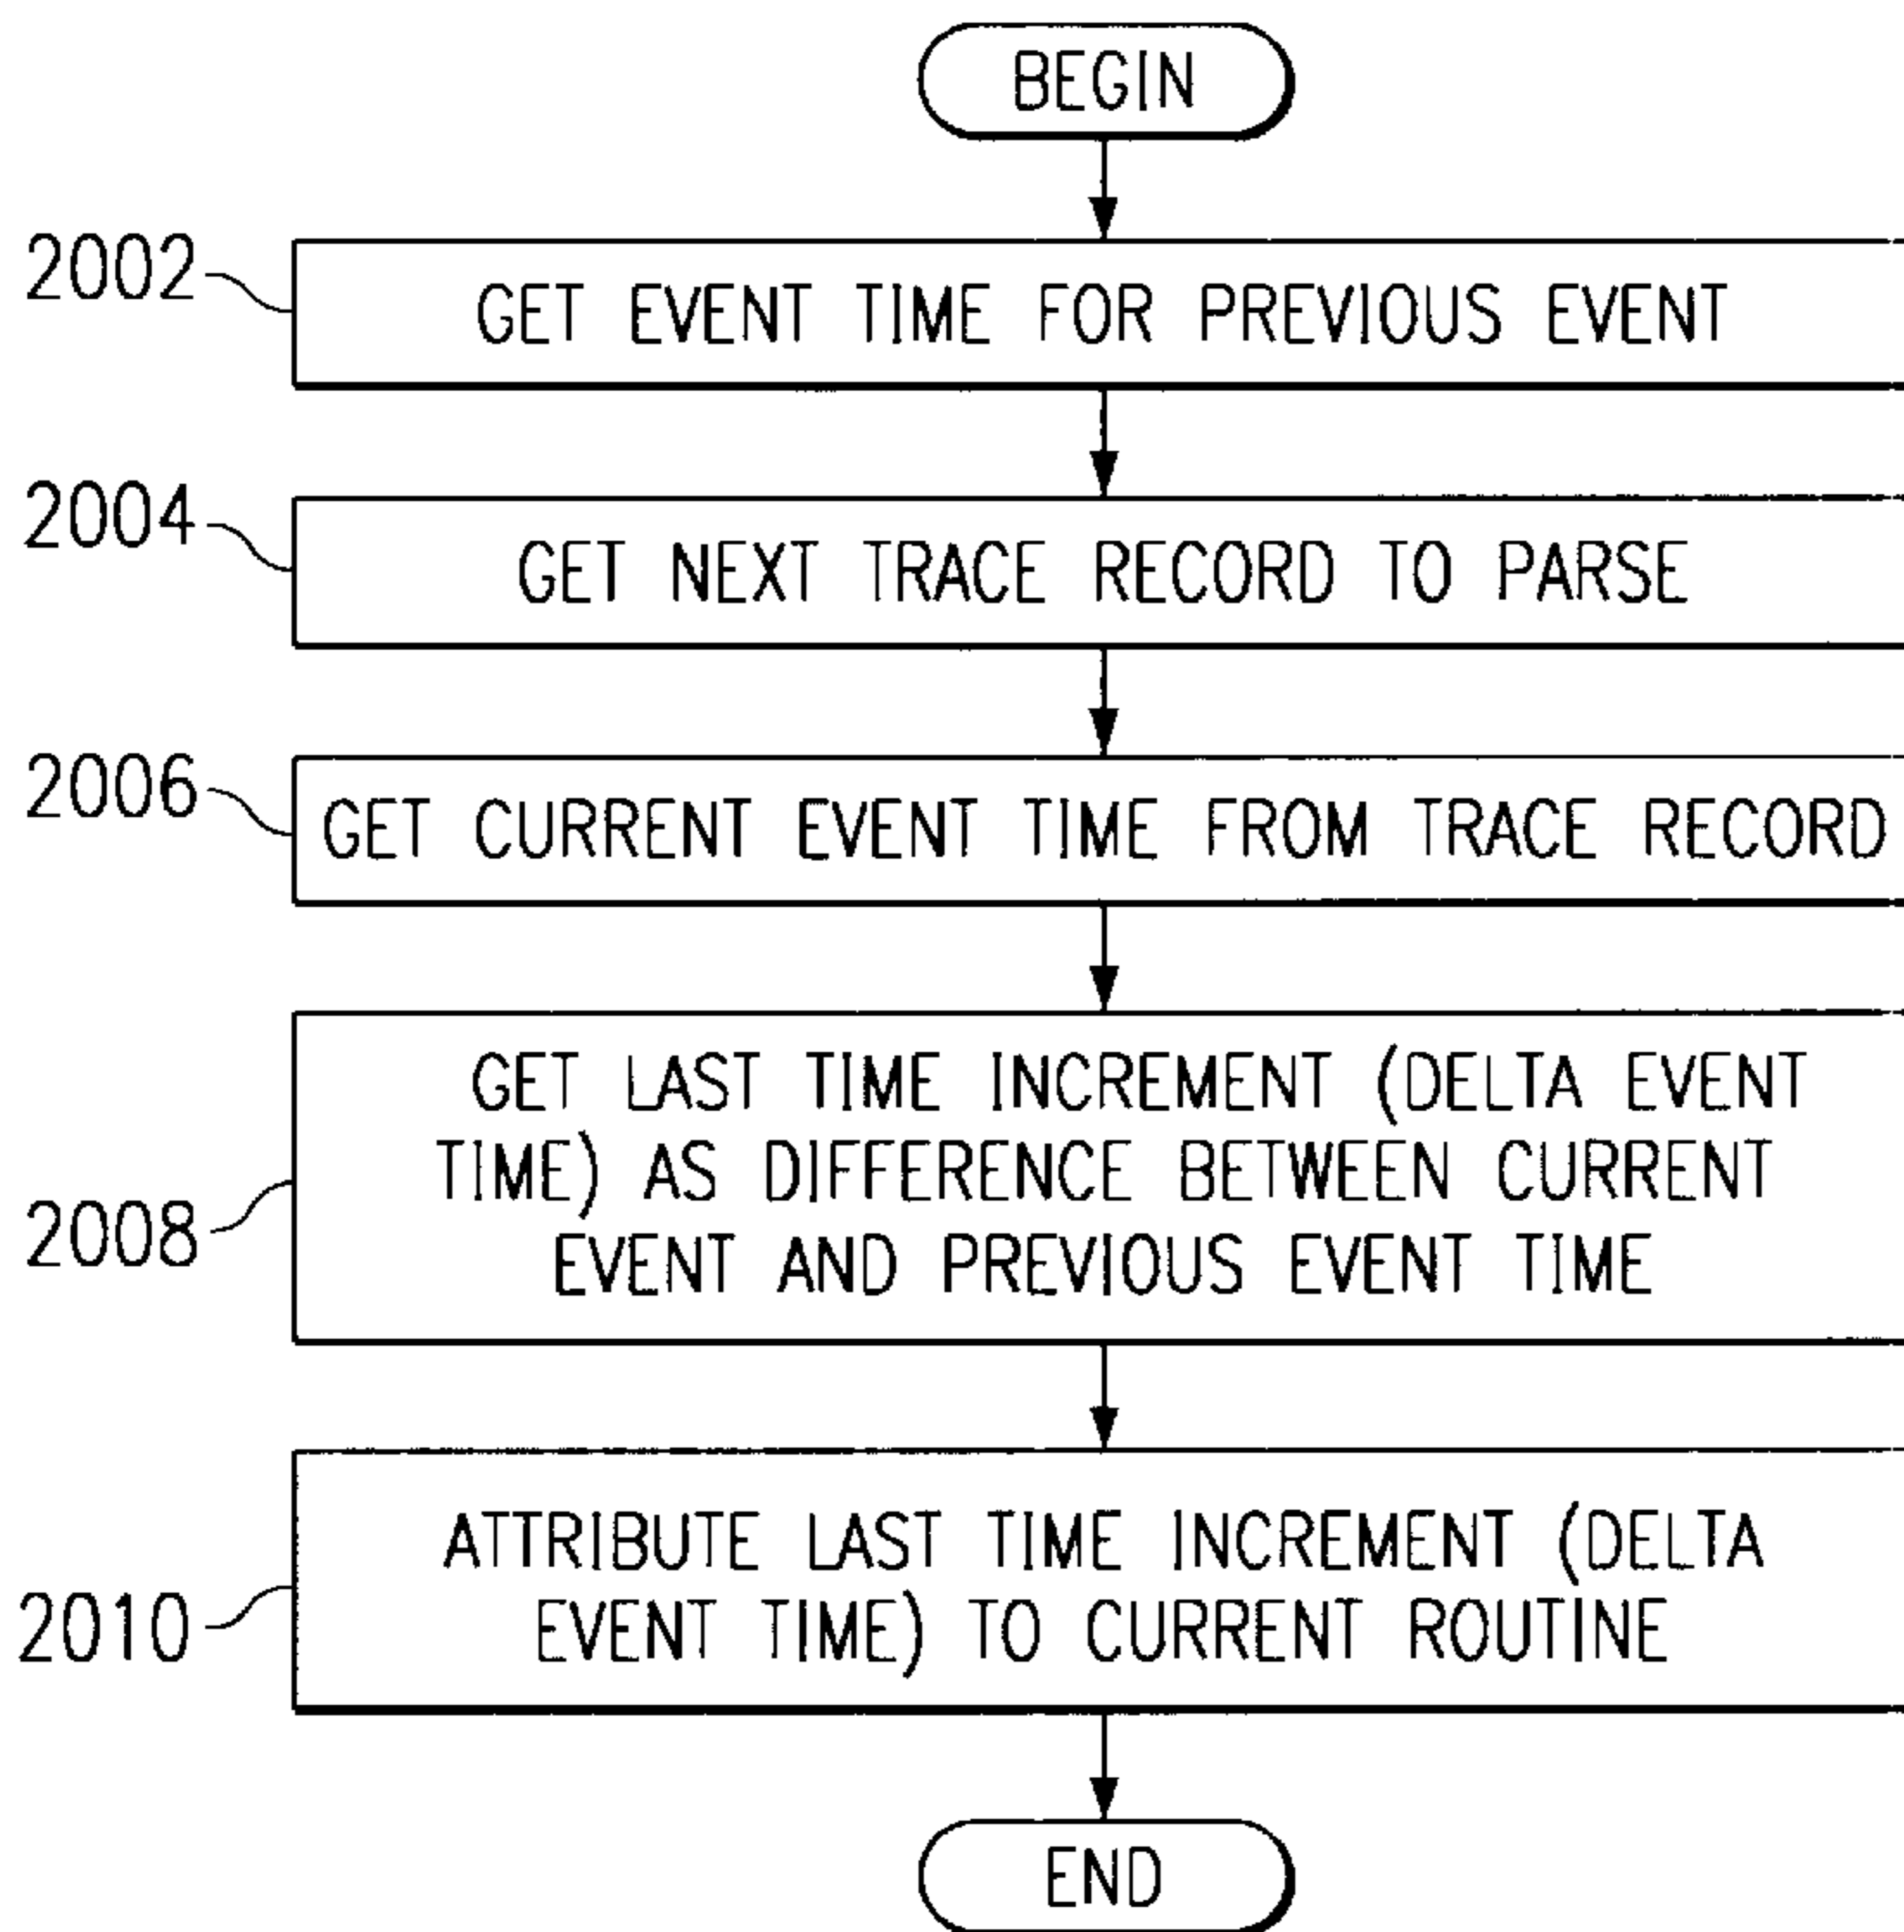 BEGIN
2002
GET EVENT TIME FOR PREVIOUS EVENT
2004
GET NEXT TRACE RECORD TO PARSE
2006
GET CURRENT EVENT TIME FROM TRACE RECORD
2008
GET LAST TIME INCREMENT (DELTA EVENT
TIME) AS DIFFERENCE BETWEEN CURRENT
EVENT AND PREVIOUS EVENT TIME
2010
ATTRIBUTE LAST TIME INCREMENT (DELTA
EVENT TIME) TO CURRENT ROUTINE
END